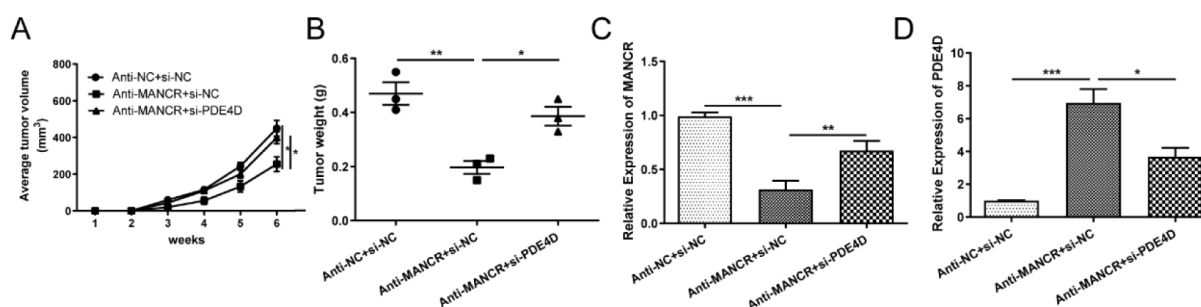 A
Average tumor volume
(mm³)
800
600
400
200
0
Anti-NC+si-NC
Anti-MANCR+si-NC
Anti-MANCR+si-PDE4D
*
*
1 2 3 4 5 6
weeks
B
Tumor weight (g)
0.6
0.4
0.2
0.0
** *
Anti-NC+si-NC
Anti-MANCR+si-NC
Anti-MANCR+si-PDE4D
C
Relative Expression of MANCR
1.5
1.0
0.5
0.0
***
**
Anti-NC+si-NC
Anti-MANCR+si-NC
Anti-MANCR+si-PDE4D
D
Relative Expression of PDE4D
10
8
6
4
2
0
*** *
Anti-NC+si-NC
Anti-MANCR+si-NC
Anti-MANCR+si-PDE4D